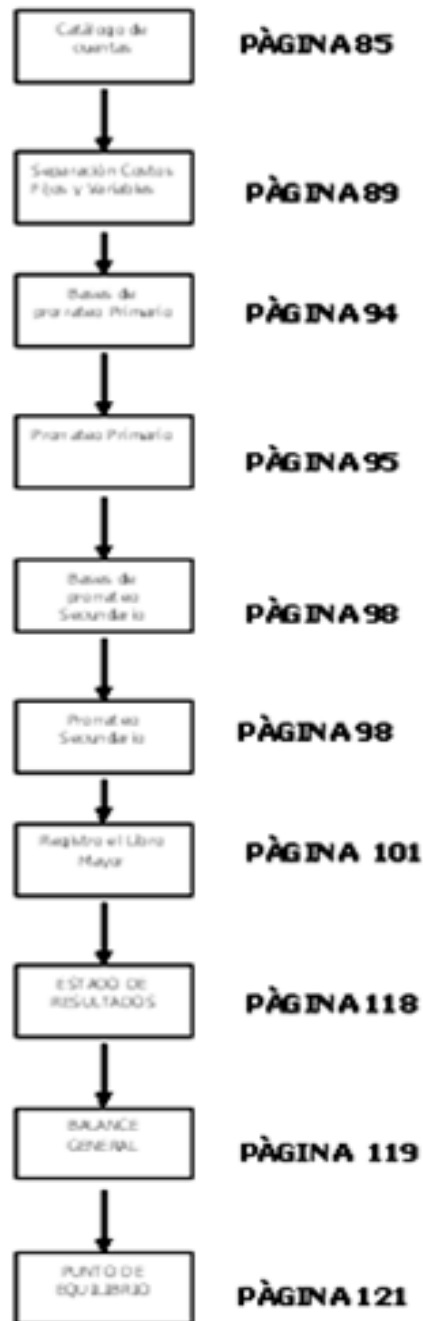 Catálogo de
cuentas
PÀGINA 85
Separación Costos
Fijos y Variables
PÀGINA 89
Bases de
prorrateo Primario
PÀGINA 94
Prorrateo Primario
PÀGINA 95
Bases de
prorrateo
Secundario
PÀGINA 98
Prorrateo
Secundario
PÀGINA 98
Registro el Libro
Mayor
PÀGINA 101
ESTADO DE
RESULTADOS
PÀGINA 118
BALANCE
GENERAL
PÀGINA 119
PUNTO DE
EQUILIBRIO
PÀGINA 121